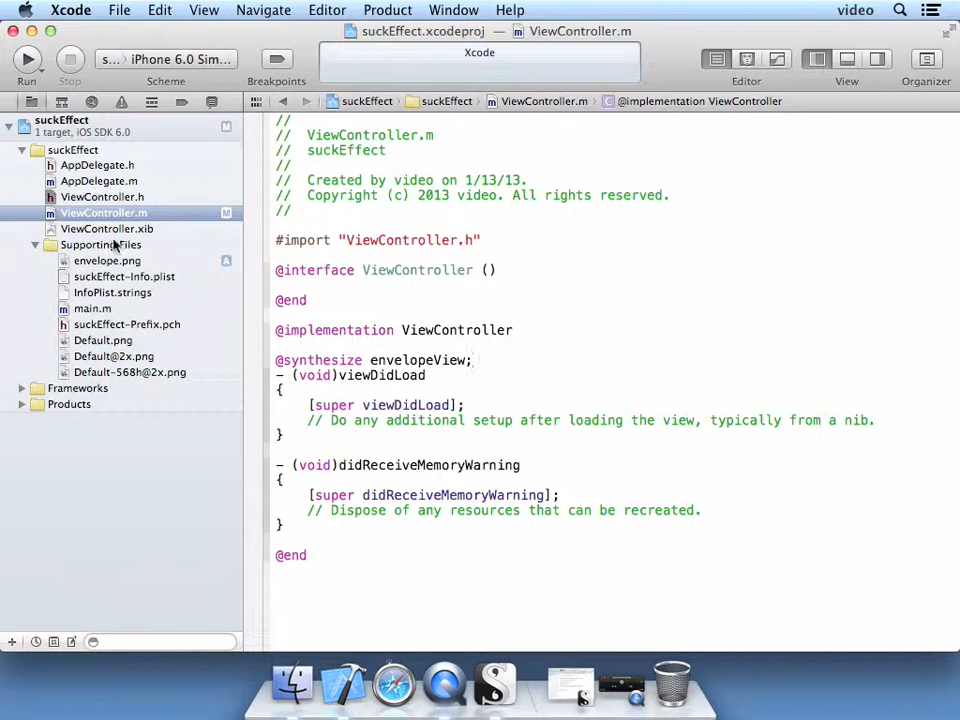 Xcode File Edit View Navigate Editor Product Window Help video
suckEffect.xcodeproj — ViewController.m
s... iPhone 6.0 Sim...
Xcode
Run Stop Scheme Breakpoints Editor View Organizer
suckEffect suckEffect ViewController.m @implementation ViewController
suckEffect M
1 target, iOS SDK 6.0
suckEffect
h AppDelegate.h
m AppDelegate.m
h ViewController.h
m ViewController.m M
ViewController.xib
Supporting Files
envelope.png A
suckEffect-Info.plist
InfoPlist.strings
m main.m
h suckEffect-Prefix.pch
Default.png
Default@2x.png
Default-568h@2x.png
Frameworks
Products
//
// ViewController.m
// suckEffect
//
// Created by video on 1/13/13.
// Copyright (c) 2013 video. All rights reserved.
//
#import "ViewController.h"
@interface ViewController ()
@end
@implementation ViewController
@synthesize envelopeView;
- (void)viewDidLoad
{
[super viewDidLoad];
// Do any additional setup after loading the view, typically from a nib.
}
- (void)didReceiveMemoryWarning
{
[super didReceiveMemoryWarning];
// Dispose of any resources that can be recreated.
}
@end